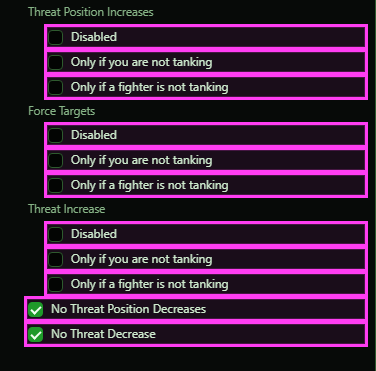 Threat Position Increases
Disabled
Only if you are not tanking
Only if a fighter is not tanking
Force Targets
Disabled
Only if you are not tanking
Only if a fighter is not tanking
Threat Increase
Disabled
Only if you are not tanking
Only if a fighter is not tanking
No Threat Position Decreases
No Threat Decrease